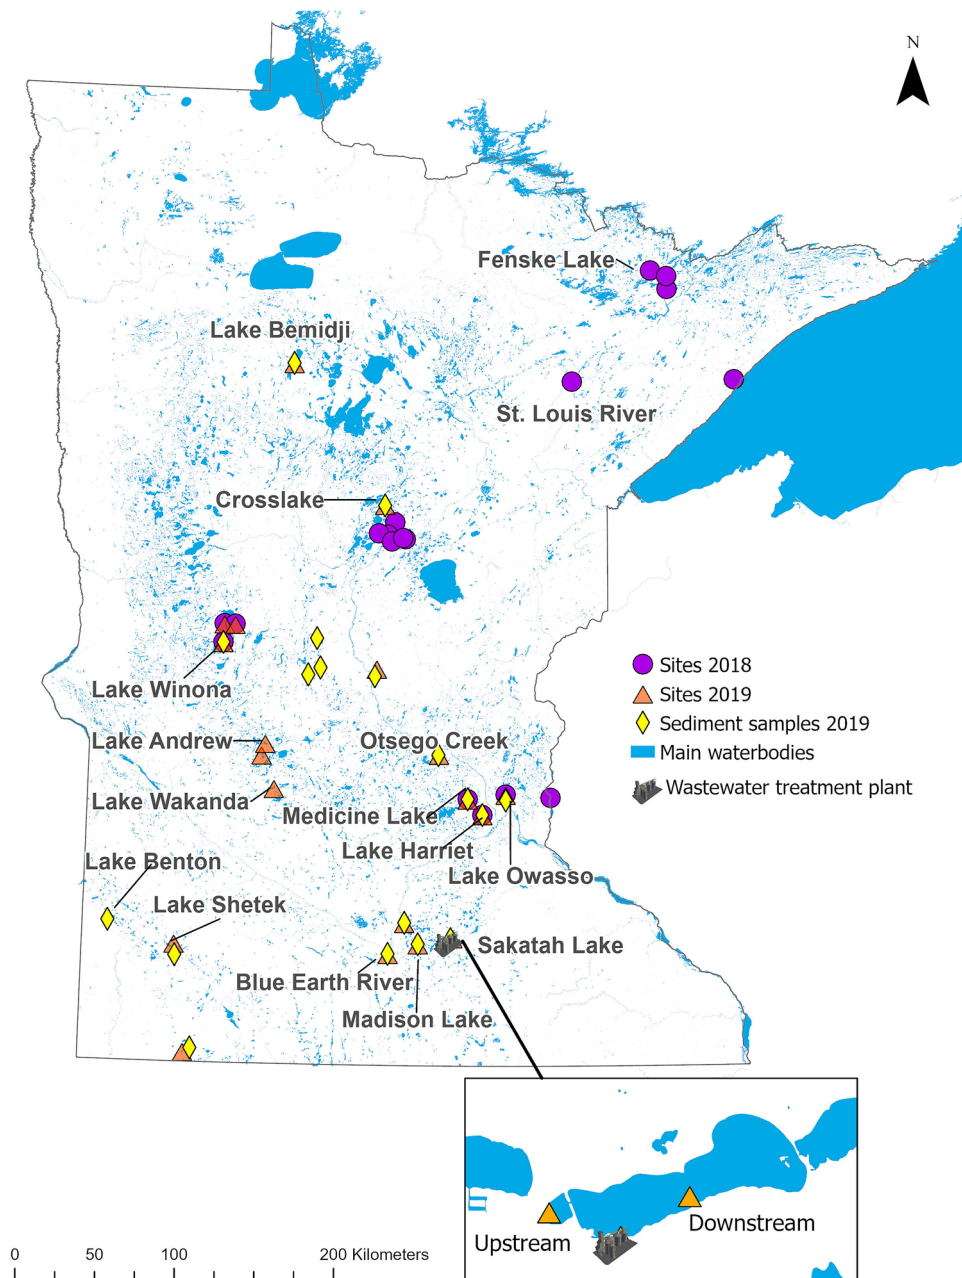 N
Fenske Lake
Lake Bemidji
St. Louis River
Crosslake
Sites 2018
Lake Winona
Sites 2019
Sediment samples 2019
Lake Andrew
Otsego Creek
Main waterbodies
Wastewater treatment plant
Lake Wakanda
Medicine Lake
Lake Harriet
Lake Benton
Lake Owasso
Lake Shetek
Sakatah Lake
Blue Earth River
Madison Lake
Downstream
Upstream
0 50 100 200 Kilometers